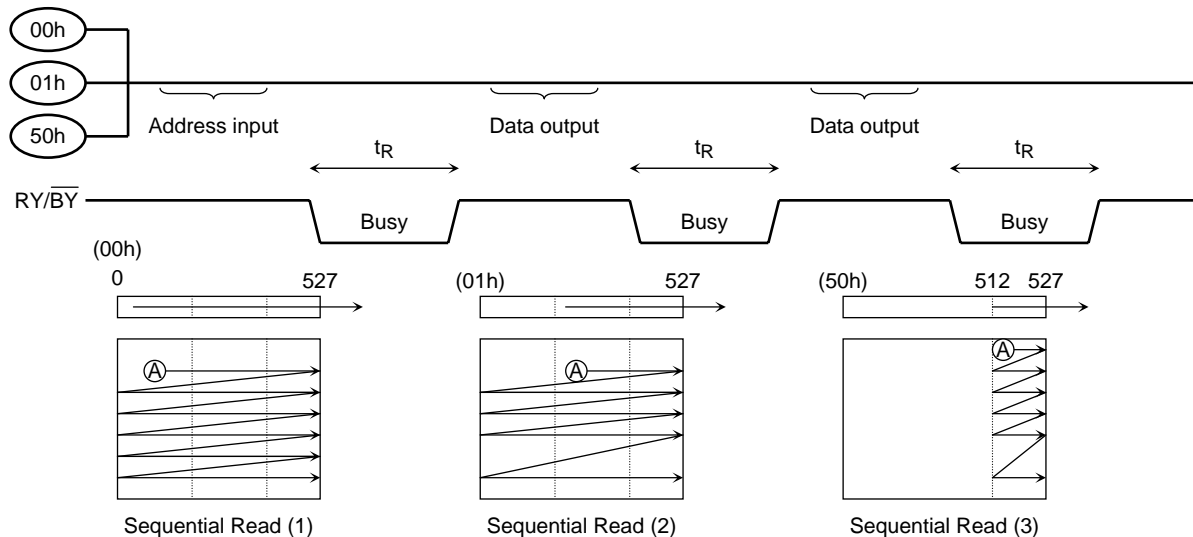 00h
01h
50h
Address input
Data output
Data output
tR
tR
tR
RY/B̅Y̅
Busy
Busy
Busy
(00h)
0
527
(01h)
527
(50h)
512
527
A
A
A
Sequential Read (1)
Sequential Read (2)
Sequential Read (3)